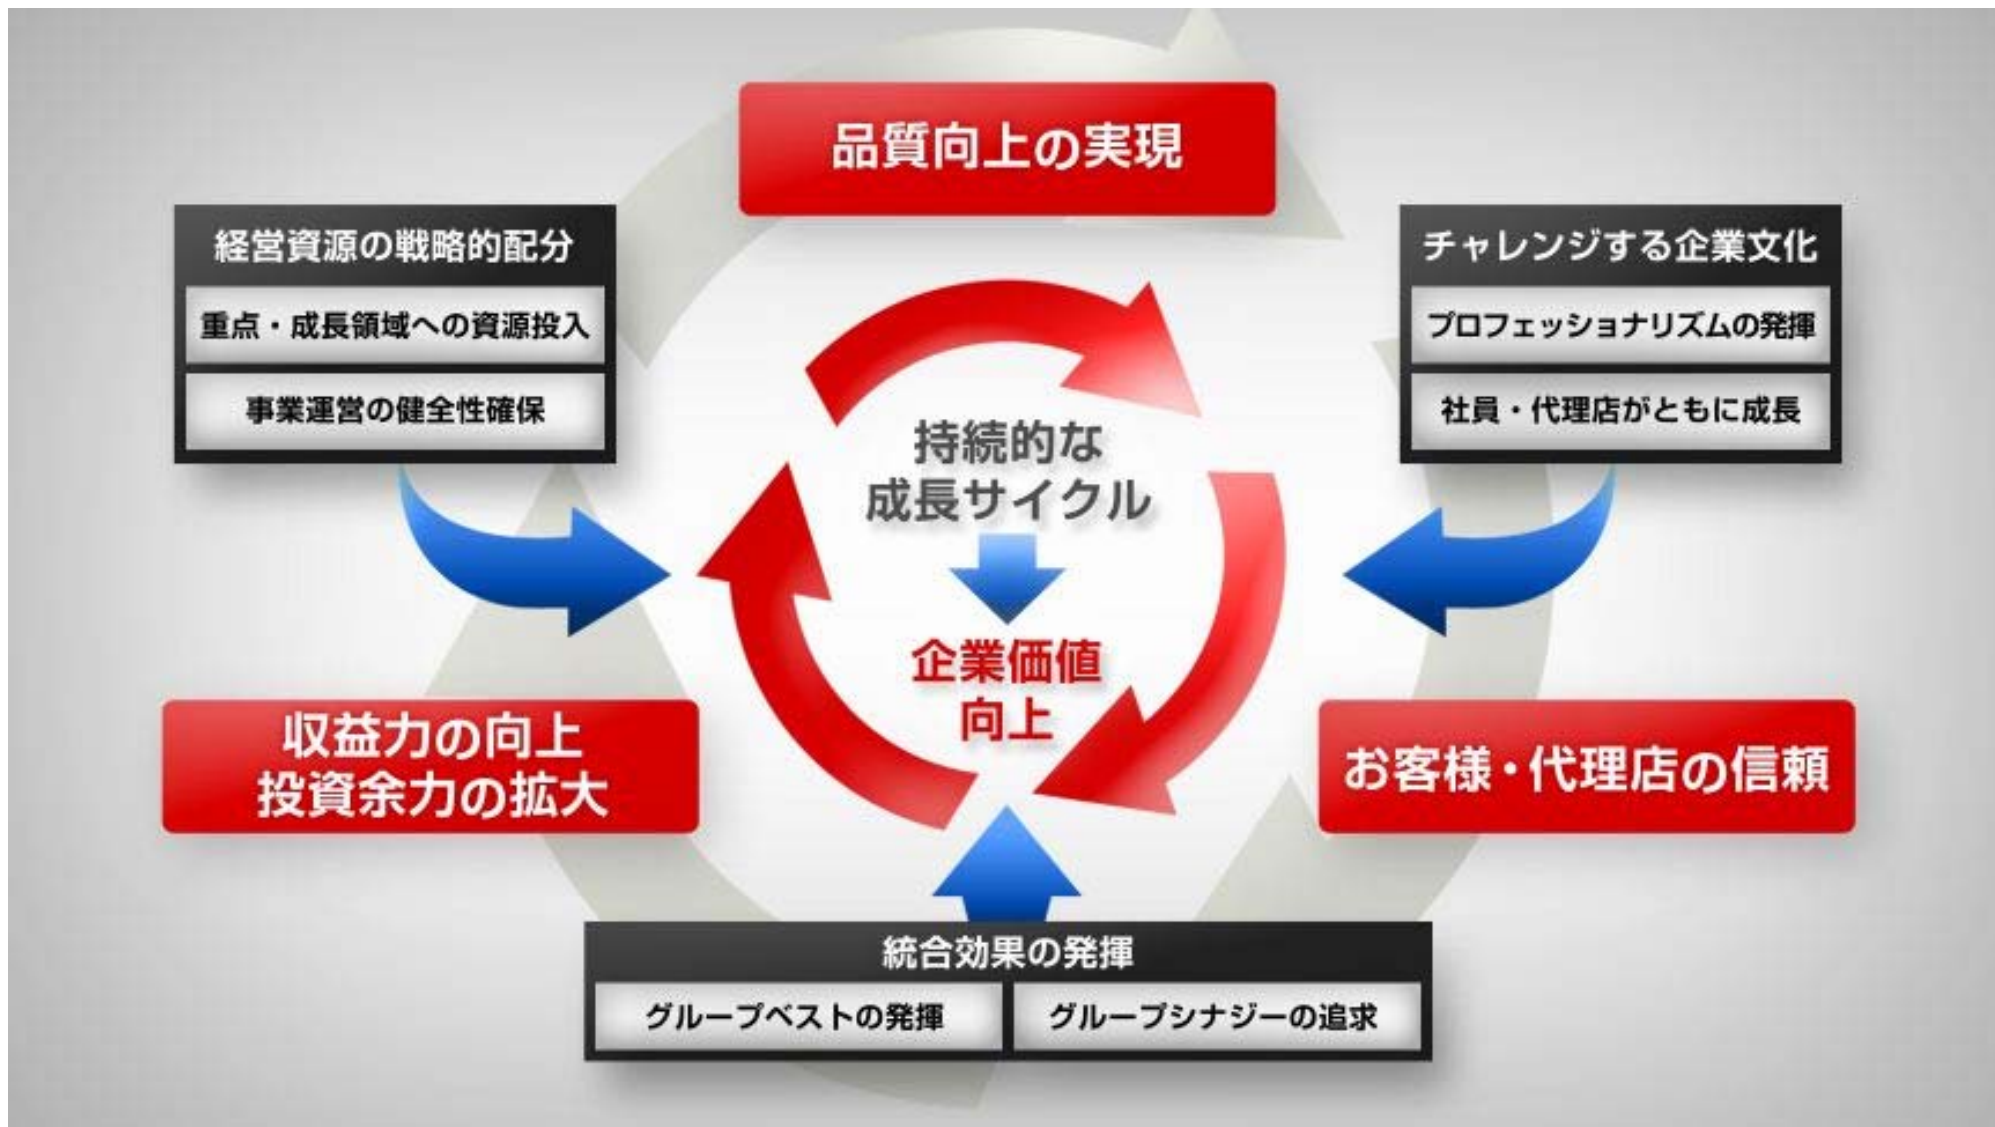 品質向上の実現
経営資源の戦略的配分
重点・成長領域への資源投入
事業運営の健全性確保
チャレンジする企業文化
プロフェッショナリズムの発揮
社員・代理店がともに成長
持続的な
成長サイクル
企業価値
向上
収益力の向上
投資余力の拡大
お客様・代理店の信頼
統合効果の発揮
グループベストの発揮
グループシナジーの追求